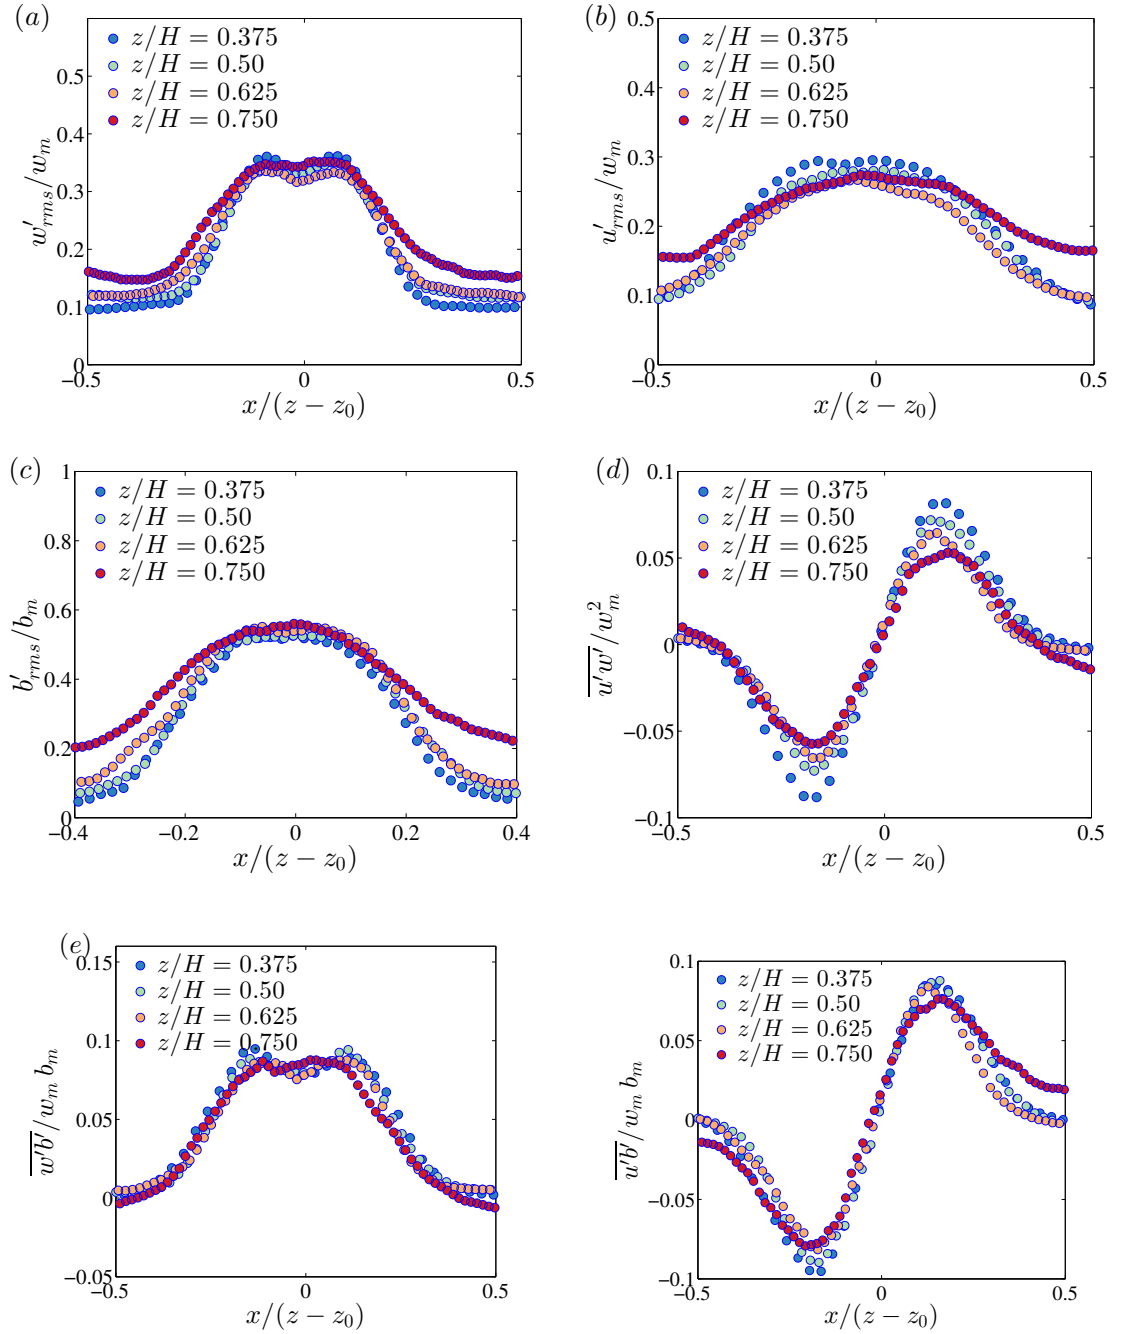 (a)
z/H = 0.375
z/H = 0.50
z/H = 0.625
z/H = 0.750
0.5
0.4
0.3
0.2
0.1
0
w′rms/wm
−0.5 0 0.5
x/(z − z0)
(b)
z/H = 0.375
z/H = 0.50
z/H = 0.625
z/H = 0.750
0.5
0.4
0.3
0.2
0.1
0
u′rms/wm
−0.5 0 0.5
x/(z − z0)
(c)
z/H = 0.375
z/H = 0.50
z/H = 0.625
z/H = 0.750
1
0.8
0.6
0.4
0.2
0
b′rms/bm
−0.4 −0.2 0 0.2 0.4
x/(z − z0)
(d)
z/H = 0.375
z/H = 0.50
z/H = 0.625
z/H = 0.750
0.1
0.05
0
−0.05
−0.1
u′w′/w²m
−0.5 0 0.5
x/(z − z0)
(e)
z/H = 0.375
z/H = 0.50
z/H = 0.625
z/H = 0.750
0.15
0.1
0.05
0
−0.05
w′b′/wm bm
−0.5 0 0.5
x/(z − z0)
z/H = 0.375
z/H = 0.50
z/H = 0.625
z/H = 0.750
0.1
0.05
0
−0.05
−0.1
u′b′/wm bm
−0.5 0 0.5
x/(z − z0)